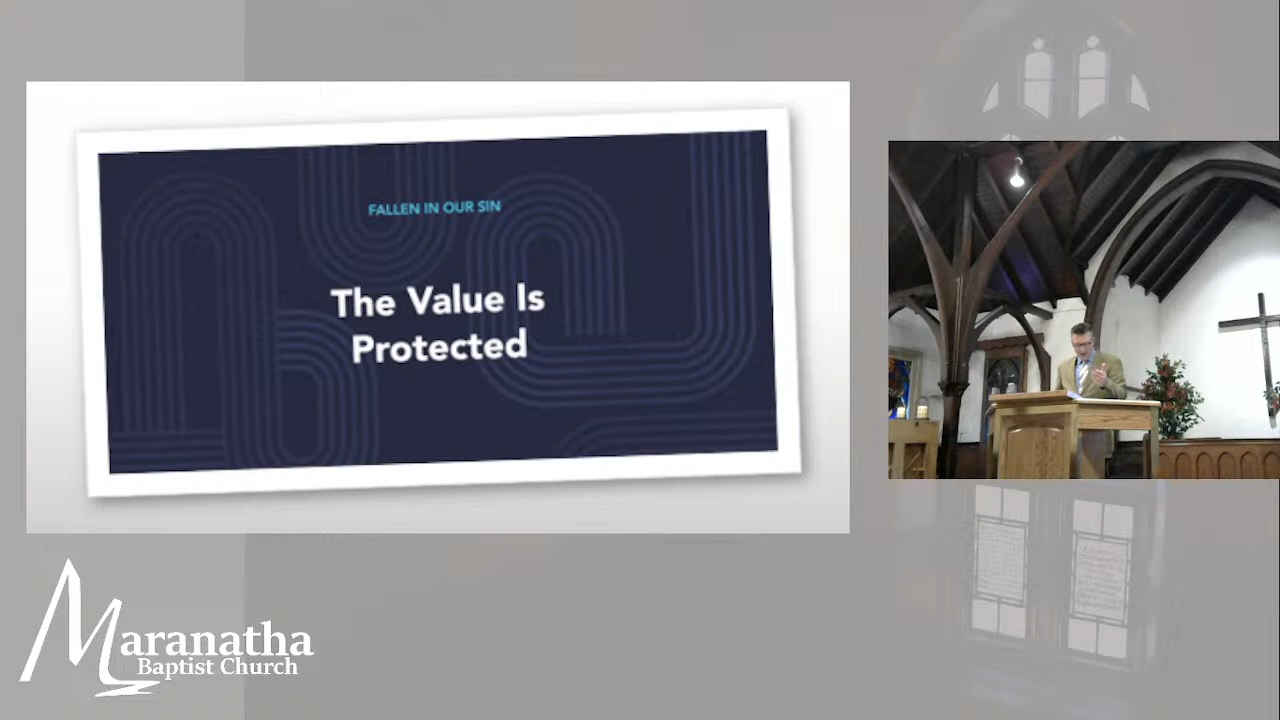 FALLEN IN OUR SIN
The Value Is
Protected
Maranatha
Baptist Church